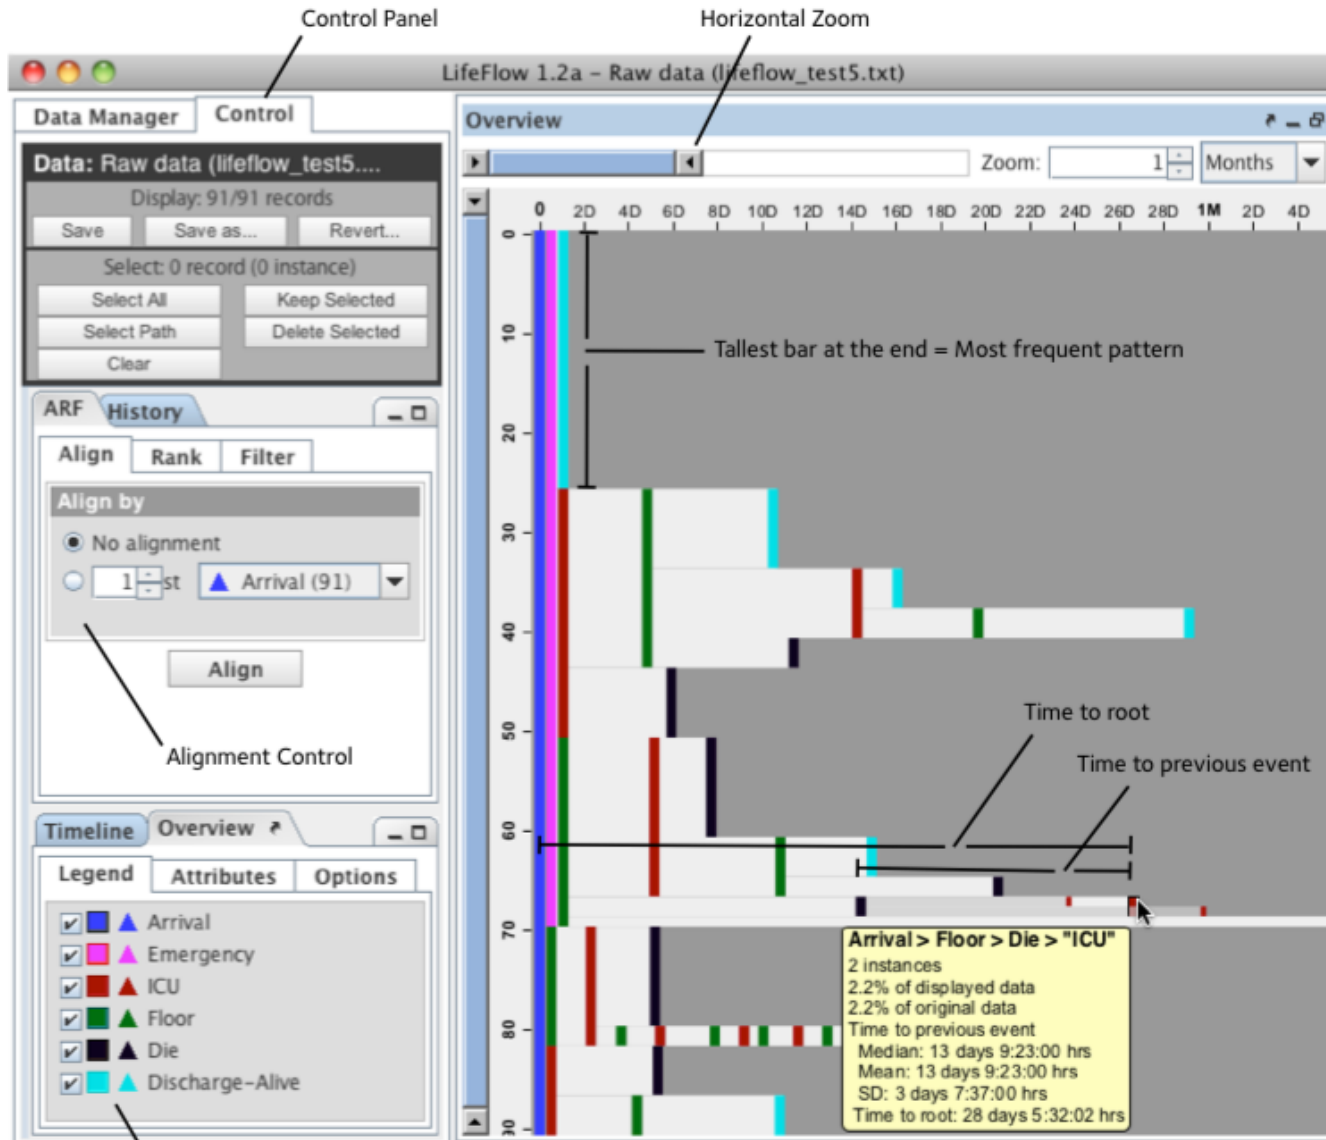 Control Panel
Horizontal Zoom
LifeFlow 1.2a – Raw data (lifeflow_test5.txt)
Data Manager
Control
Data: Raw data (lifeflow_test5....
Display: 91/91 records
Save
Save as...
Revert...
Select: 0 record (0 instance)
Select All
Keep Selected
Select Path
Delete Selected
Clear
ARF
History
Align
Rank
Filter
Align by
No alignment
1 st
Arrival (91)
Align
Alignment Control
Timeline
Overview
Legend
Attributes
Options
Arrival
Emergency
ICU
Floor
Die
Discharge-Alive
Overview
Zoom: 1 Months
0 2D 4D 6D 8D 10D 12D 14D 16D 18D 20D 22D 24D 26D 28D 1M 2D 4D
0
10
20
30
40
50
60
70
80
Tallest bar at the end = Most frequent pattern
Time to root
Time to previous event
Arrival > Floor > Die > "ICU"
2 instances
2.2% of displayed data
2.2% of original data
Time to previous event
Median: 13 days 9:23:00 hrs
Mean: 13 days 9:23:00 hrs
SD: 3 days 7:37:00 hrs
Time to root: 28 days 5:32:02 hrs